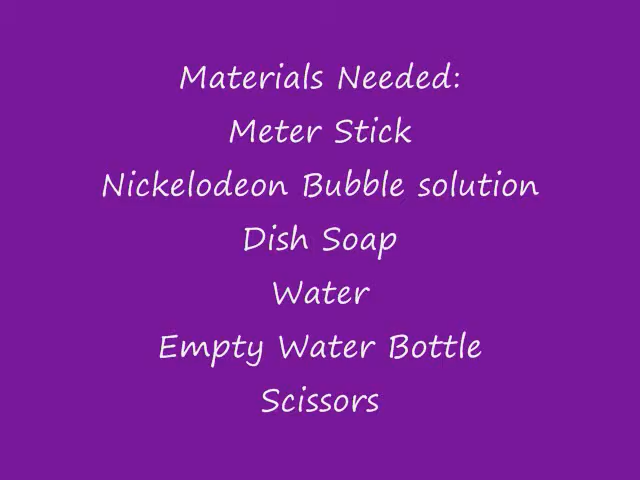 Materials Needed:
Meter Stick
Nickelodeon Bubble solution
Dish Soap
Water
Empty Water Bottle
Scissors